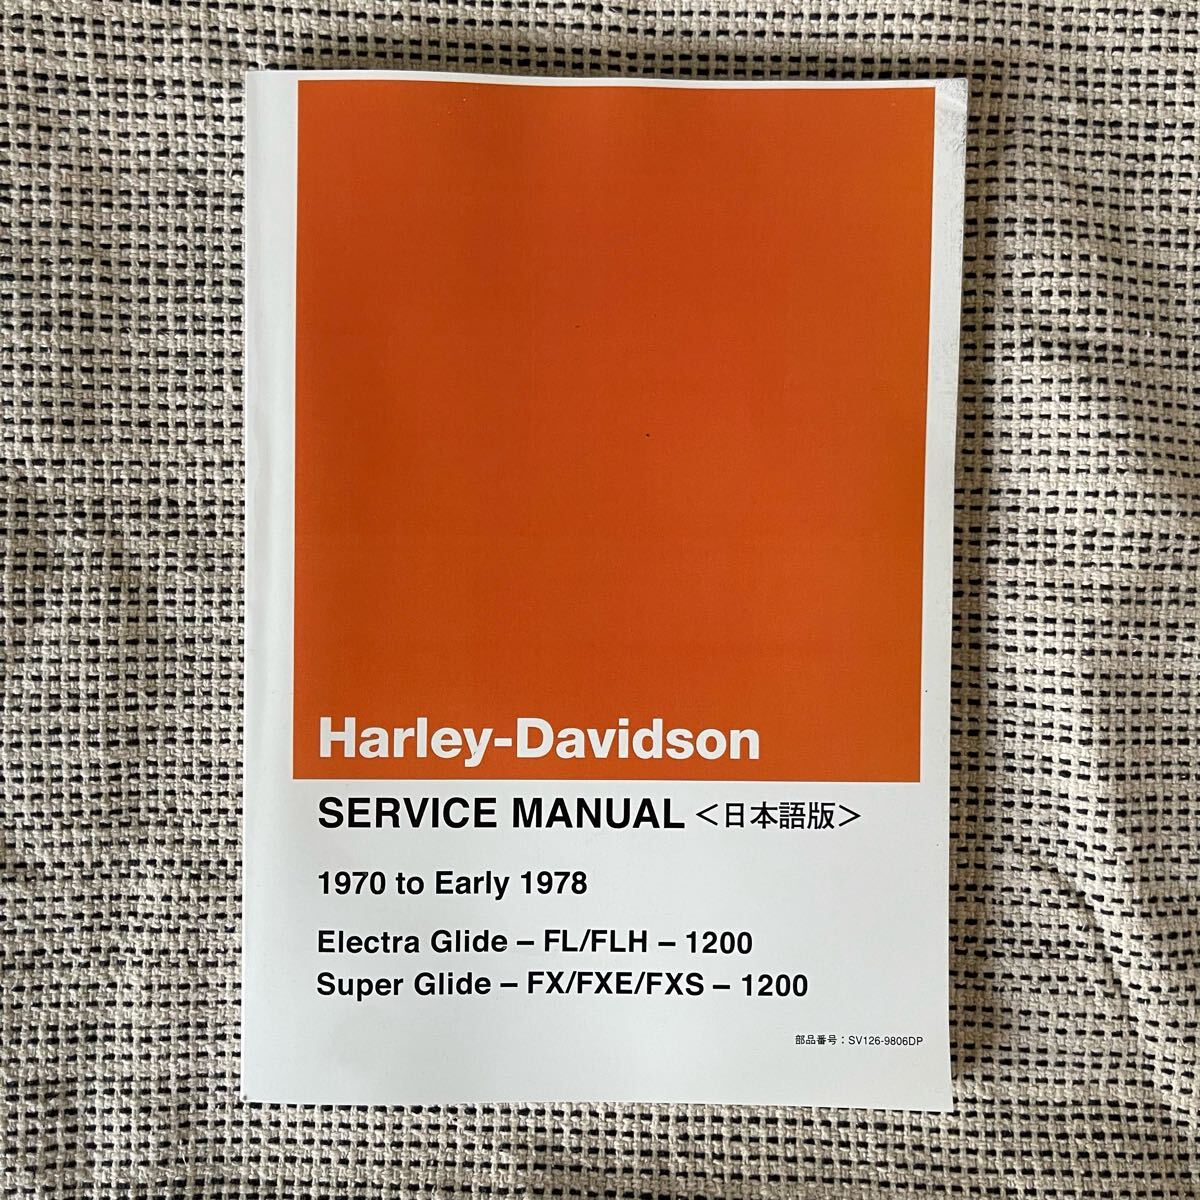 Harley-Davidson
SERVICE MANUAL <日本語版>
1970 to Early 1978
Electra Glide – FL/FLH – 1200
Super Glide – FX/FXE/FXS – 1200
部品番号：SV126-9806DP